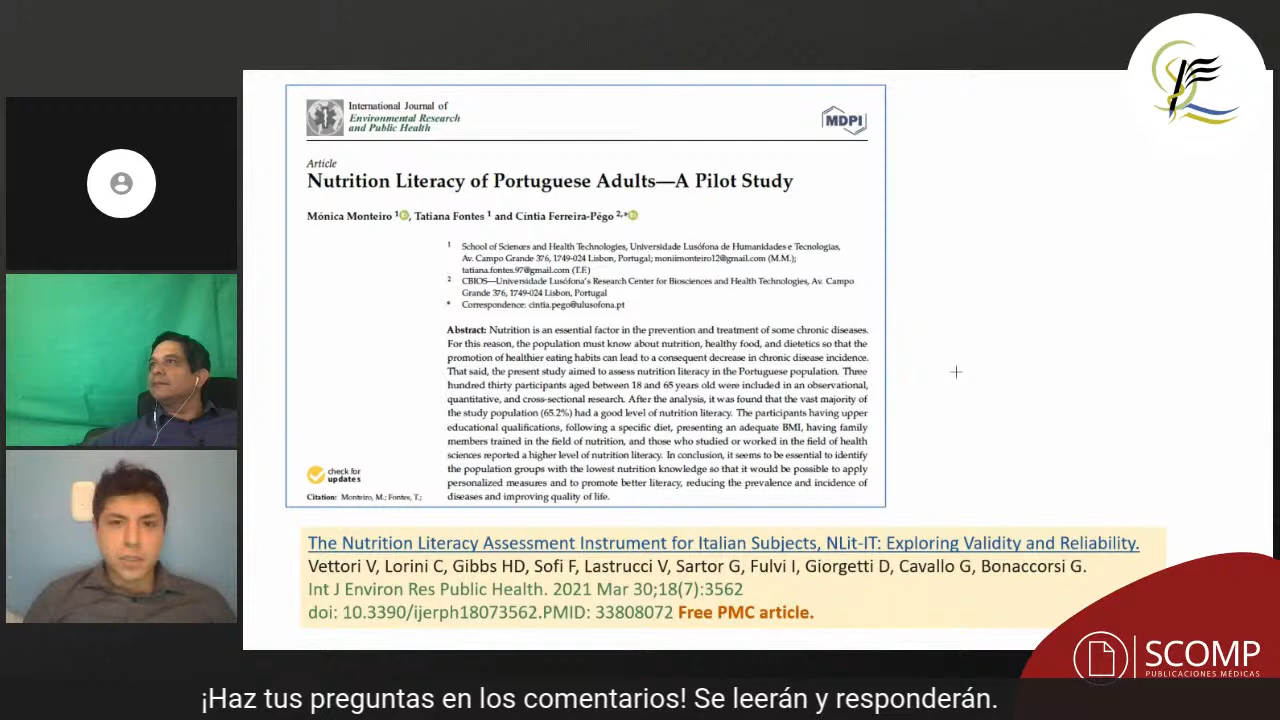 International Journal of
Environmental Research
and Public Health
MDPI
Article
Nutrition Literacy of Portuguese Adults—A Pilot Study
Mónica Monteiro 1, Tatiana Fontes 1 and Cíntia Ferreira-Pêgo 2,*
1 School of Sciences and Health Technologies, Universidade Lusófona de Humanidades e Tecnologias,
Av. Campo Grande 376, 1749-024 Lisbon, Portugal; moniimonteiro12@gmail.com (M.M.);
tatiana.fontes.97@gmail.com (T.F.)
2 CBIOS—Universidade Lusófona's Research Center for Biosciences and Health Technologies, Av. Campo
Grande 376, 1749-024 Lisbon, Portugal
* Correspondence: cintia.pego@ulusofona.pt
Abstract: Nutrition is an essential factor in the prevention and treatment of some chronic diseases.
For this reason, the population must know about nutrition, healthy food, and dietetics so that the
promotion of healthier eating habits can lead to a consequent decrease in chronic disease incidence.
That said, the present study aimed to assess nutrition literacy in the Portuguese population. Three
hundred thirty participants aged between 18 and 65 years old were included in an observational,
quantitative, and cross-sectional research. After the analysis, it was found that the vast majority of
the study population (65.2%) had a good level of nutrition literacy. The participants having upper
educational qualifications, following a specific diet, presenting an adequate BMI, having family
members trained in the field of nutrition, and those who studied or worked in the field of health
sciences reported a higher level of nutrition literacy. In conclusion, it seems to be essential to identify
the population groups with the lowest nutrition knowledge so that it would be possible to apply
personalized measures and to promote better literacy, reducing the prevalence and incidence of
diseases and improving quality of life.
check for
updates
Citation: Monteiro, M.; Fontes, T.;
The Nutrition Literacy Assessment Instrument for Italian Subjects, NLit-IT: Exploring Validity and Reliability.
Vettori V, Lorini C, Gibbs HD, Sofi F, Lastrucci V, Sartor G, Fulvi I, Giorgetti D, Cavallo G, Bonaccorsi G.
Int J Environ Res Public Health. 2021 Mar 30;18(7):3562
doi: 10.3390/ijerph18073562.PMID: 33808072 Free PMC article.
SCOMP
PUBLICACIONES MÉDICAS
¡Haz tus preguntas en los comentarios! Se leerán y responderán.